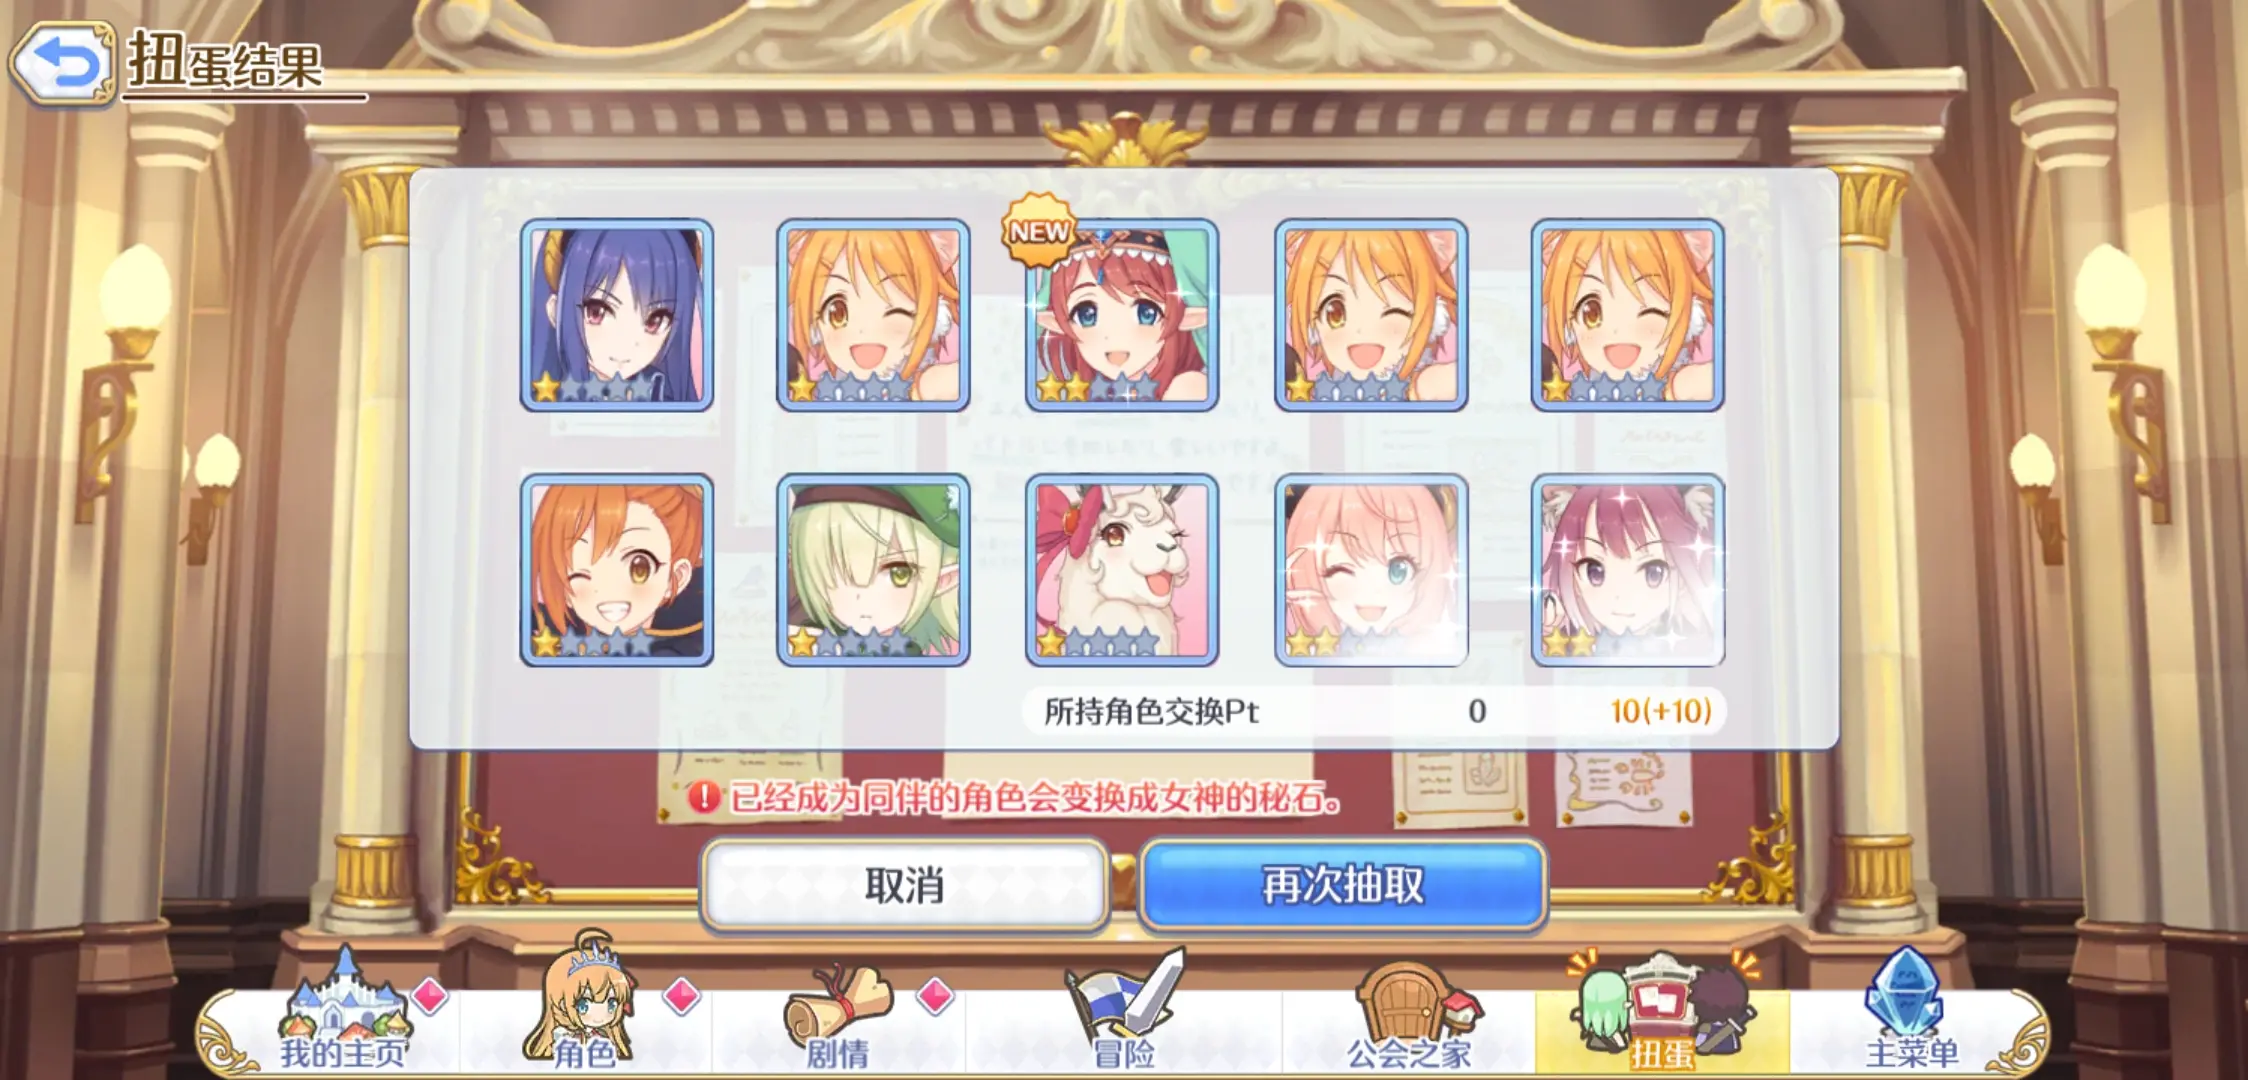 扭蛋结果
NEW
所持角色交换Pt 0 10(+10)
已经成为同伴的角色会变换成女神的秘石。
取消 再次抽取
我的主页 角色 剧情 冒险 公会之家 扭蛋 主菜单